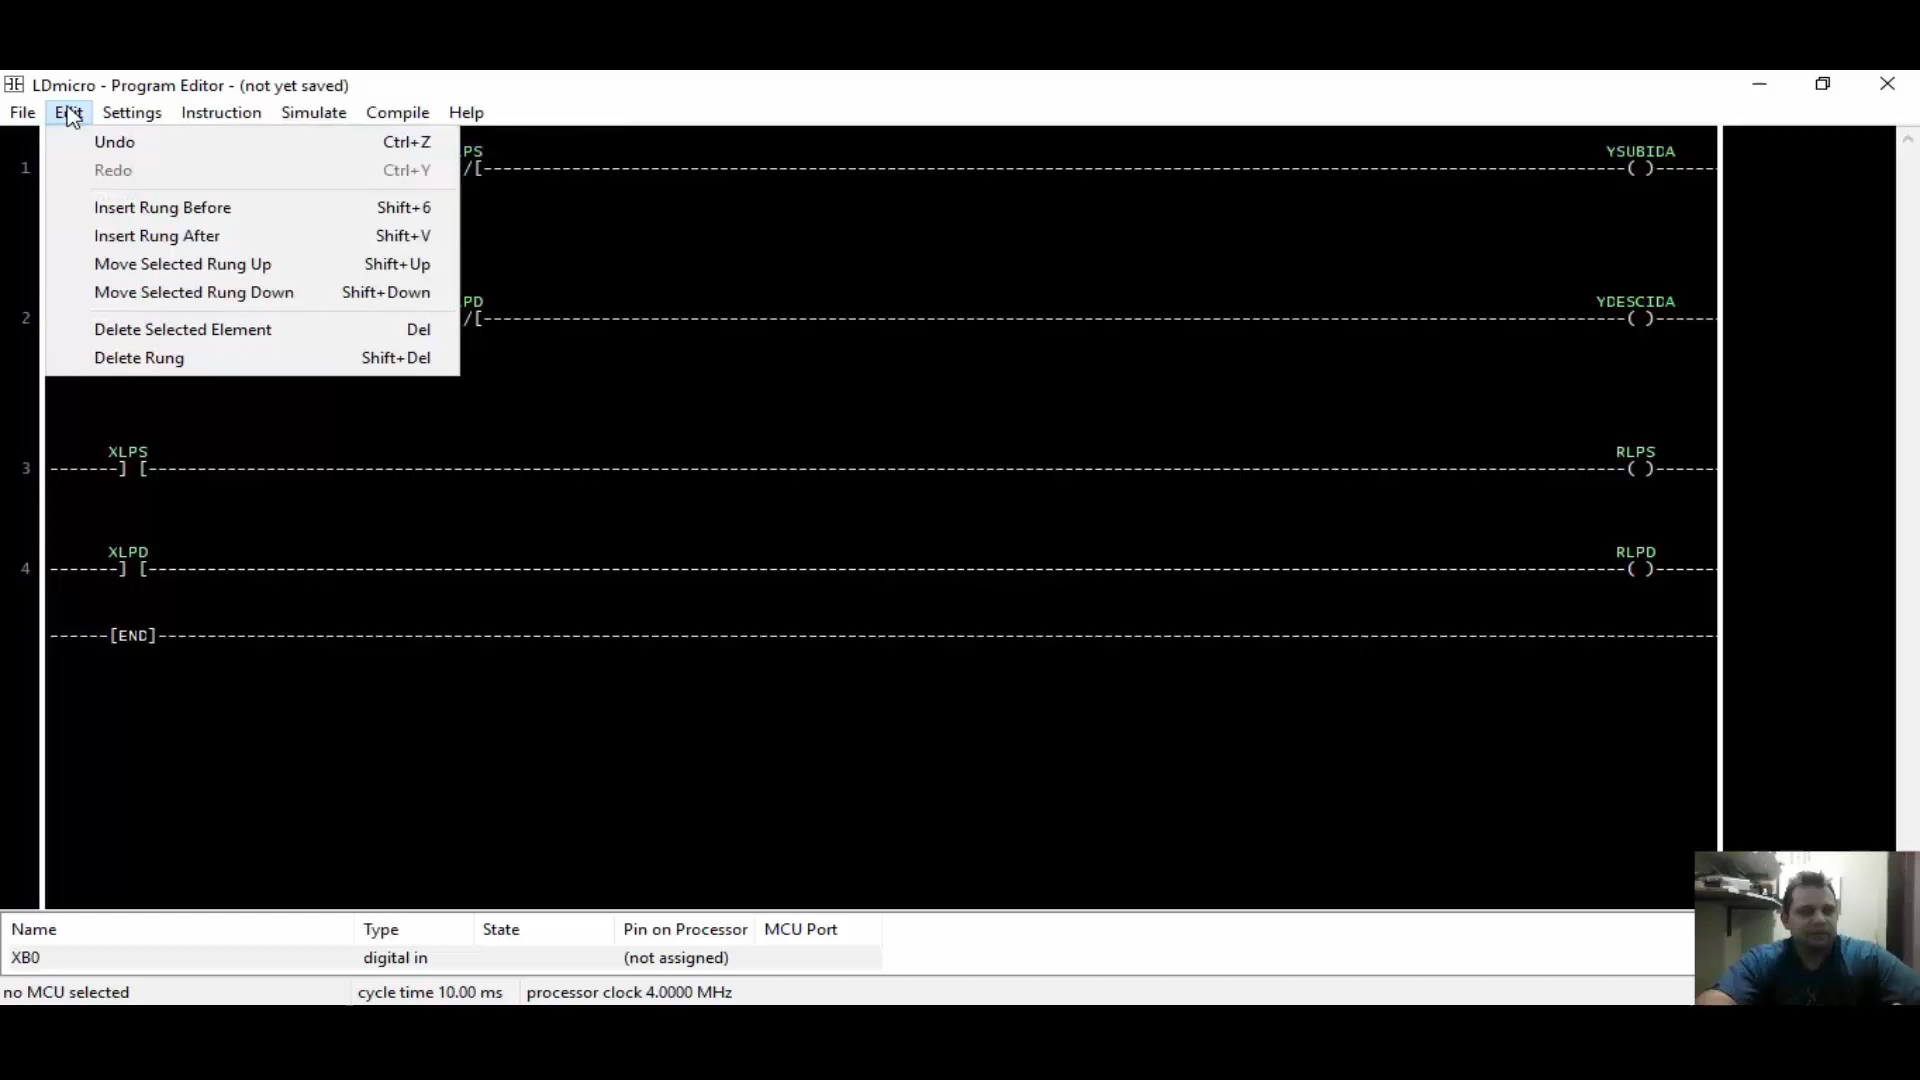 LDmicro - Program Editor - (not yet saved)
File Edit Settings Instruction Simulate Compile Help
Undo Ctrl+Z
Redo Ctrl+Y
Insert Rung Before Shift+6
Insert Rung After Shift+V
Move Selected Rung Up Shift+Up
Move Selected Rung Down Shift+Down
Delete Selected Element Del
Delete Rung Shift+Del
PS YSUBIDA
1 /[ ( )
PD YDESCIDA
2 /[ ( )
XLPS RLPS
3 ] [ ( )
XLPD RLPD
4 ] [ ( )
[END]
Name Type State Pin on Processor MCU Port
XB0 digital in (not assigned)
no MCU selected cycle time 10.00 ms processor clock 4.0000 MHz